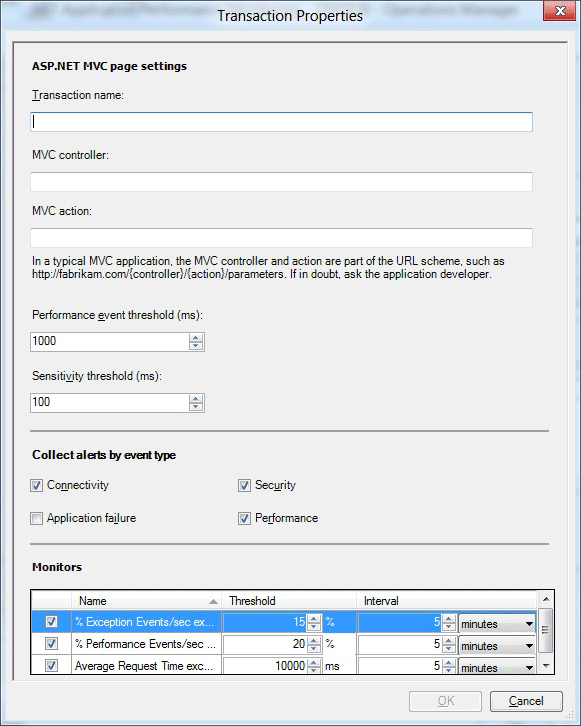 Transaction Properties
ASP.NET MVC page settings
Transaction name:
MVC controller:
MVC action:
In a typical MVC application, the MVC controller and action are part of the URL scheme, such as
http://fabrikam.com/{controller}/{action}/parameters. If in doubt, ask the application developer.
Performance event threshold (ms):
1000
Sensitivity threshold (ms):
100
Collect alerts by event type
Connectivity Security
Application failure Performance
Monitors
Name Threshold Interval
% Exception Events/sec ex... 15 % 5 minutes
% Performance Events/sec ... 20 % 5 minutes
Average Request Time exc... 10000 ms 5 minutes
OK Cancel